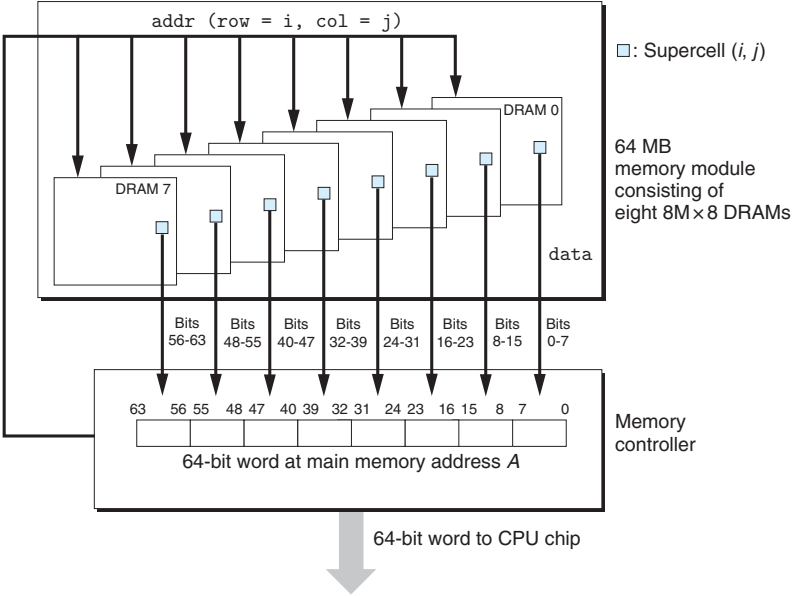 addr (row = i, col = j)
: Supercell (i, j)
DRAM 0
DRAM 7
64 MB
memory module
consisting of
eight 8M×8 DRAMs
data
Bits
56-63
Bits
48-55
Bits
40-47
Bits
32-39
Bits
24-31
Bits
16-23
Bits
8-15
Bits
0-7
63 56 55 48 47 40 39 32 31 24 23 16 15 8 7 0
64-bit word at main memory address A
Memory
controller
64-bit word to CPU chip